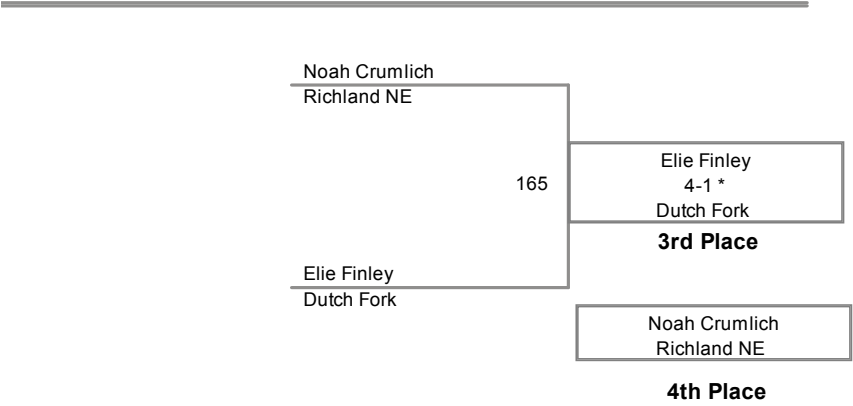 Noah Crumlich
Richland NE
165
Elie Finley
4-1 *
Dutch Fork
3rd Place
Elie Finley
Dutch Fork
Noah Crumlich
Richland NE
4th Place